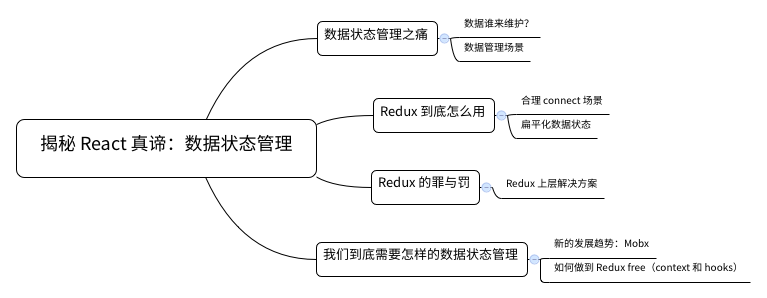 揭秘 React 真谛：数据状态管理
数据状态管理之痛
数据谁来维护？
数据管理场景
Redux 到底怎么用
合理 connect 场景
扁平化数据状态
Redux 的罪与罚
Redux 上层解决方案
我们到底需要怎样的数据状态管理
新的发展趋势：Mobx
如何做到 Redux free（context 和 hooks）